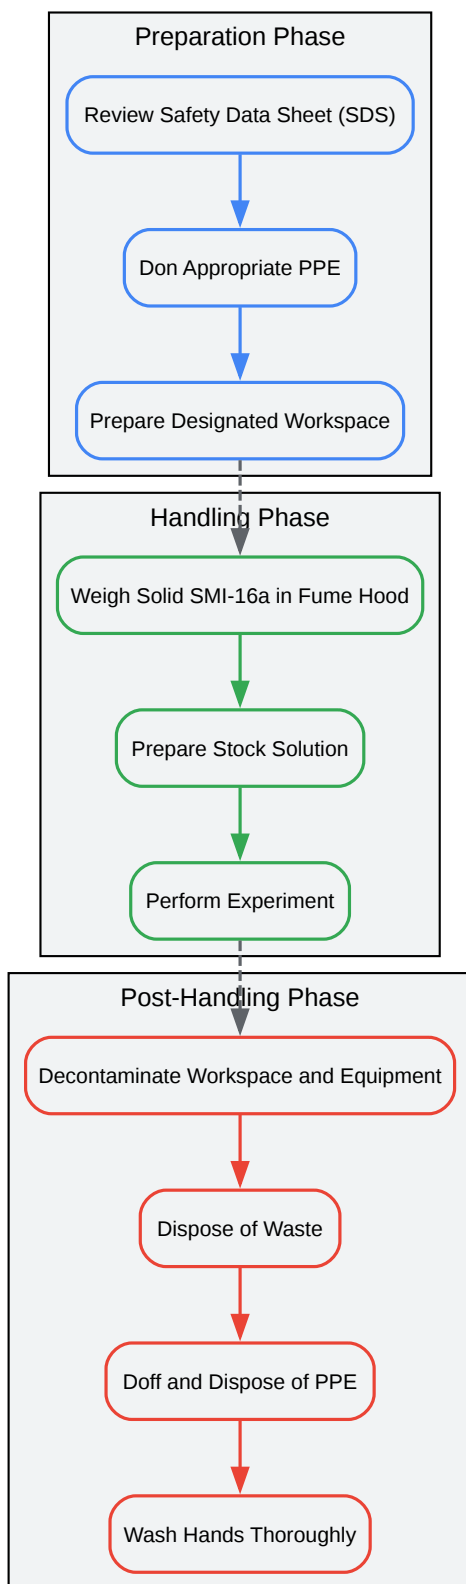 Preparation Phase
Review Safety Data Sheet (SDS)
Don Appropriate PPE
Prepare Designated Workspace
Handling Phase
Weigh Solid SMI-16a in Fume Hood
Prepare Stock Solution
Perform Experiment
Post-Handling Phase
Decontaminate Workspace and Equipment
Dispose of Waste
Doff and Dispose of PPE
Wash Hands Thoroughly